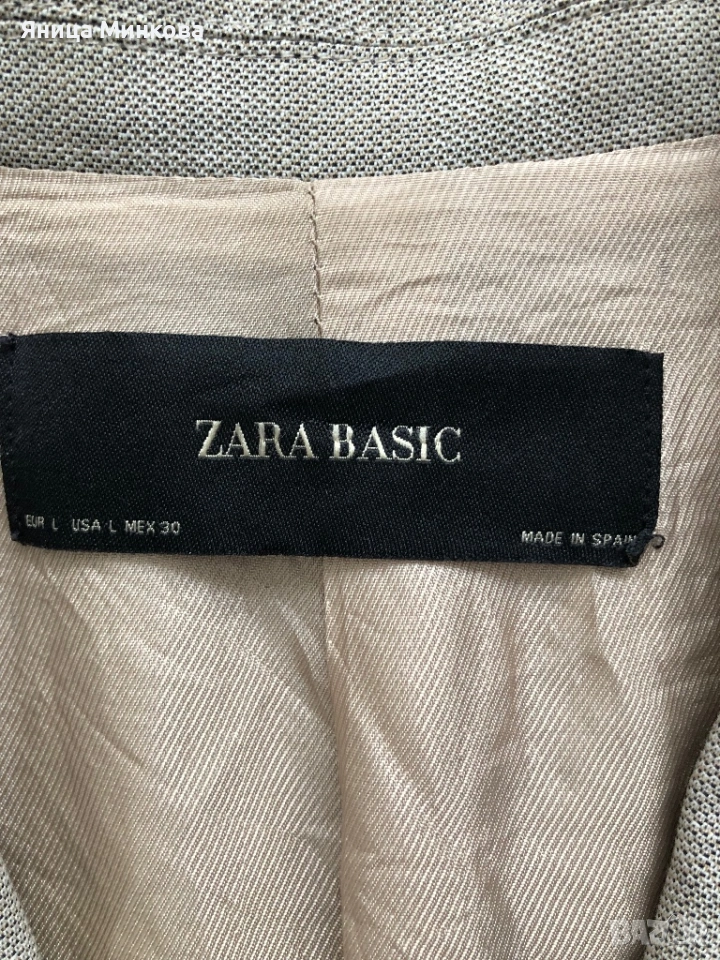 Яница Минкова
ZARA BASIC
EUR L USA L MEX 30
MADE IN SPAIN